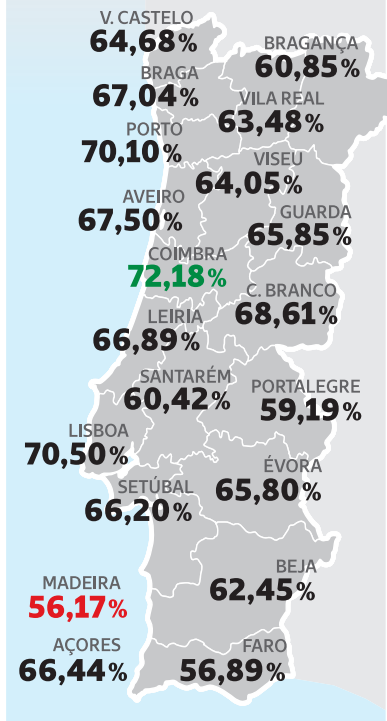 V. CASTELO
64,68%
BRAGANÇA
60,85%
BRAGA
67,04%
VILA REAL
63,48%
PORTO
70,10%
VISEU
64,05%
AVEIRO
67,50%
GUARDA
65,85%
COIMBRA
72,18%
C. BRANCO
68,61%
LEIRIA
66,89%
SANTARÉM
60,42%
PORTALEGRE
59,19%
LISBOA
70,50%
ÉVORA
65,80%
SETÚBAL
66,20%
BEJA
62,45%
MADEIRA
56,17%
AÇORES
66,44%
FARO
56,89%